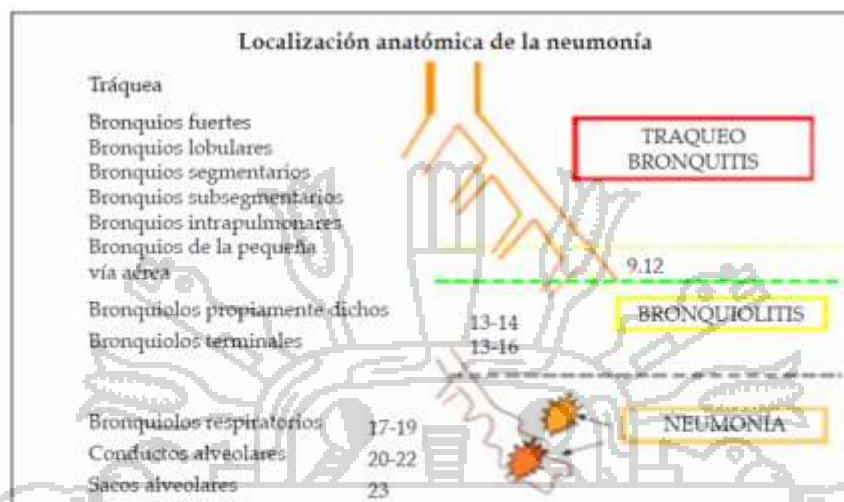 Localización anatómica de la neumonía
Tráquea
Bronquios fuertes
Bronquios lobulares
Bronquios segmentarios
Bronquios subsegmentarios
Bronquios intrapulmonares
Bronquios de la pequeña
vía aérea
TRAQUEO
BRONQUITIS
9.12
Bronquiolos propiamente dichos
13-14
BRONQUIOLITIS
Bronquiolos terminales
13-16
Bronquiolos respiratorios
17-19
NEUMONÍA
Conductos alveolares
20-22
Sacos alveolares
23